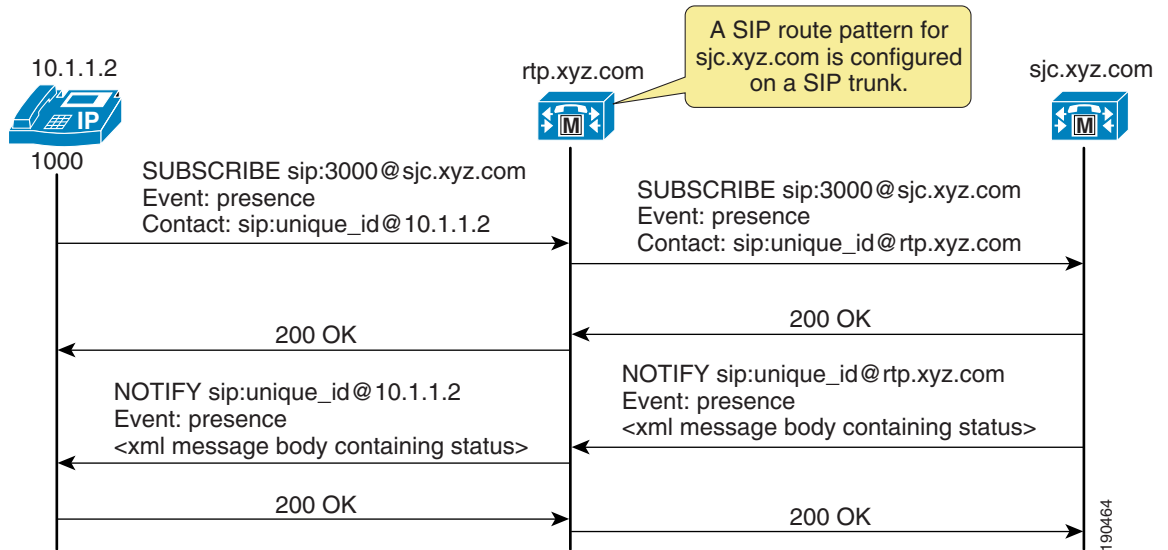 A SIP route pattern for
sjc.xyz.com is configured
on a SIP trunk.
10.1.1.2
rtp.xyz.com
sjc.xyz.com
IP
M
M
1000
SUBSCRIBE sip:3000@sjc.xyz.com
Event: presence
Contact: sip:unique_id@10.1.1.2
SUBSCRIBE sip:3000@sjc.xyz.com
Event: presence
Contact: sip:unique_id@rtp.xyz.com
200 OK
200 OK
NOTIFY sip:unique_id@10.1.1.2
Event: presence
<xml message body containing status>
NOTIFY sip:unique_id@rtp.xyz.com
Event: presence
<xml message body containing status>
200 OK
200 OK
190464